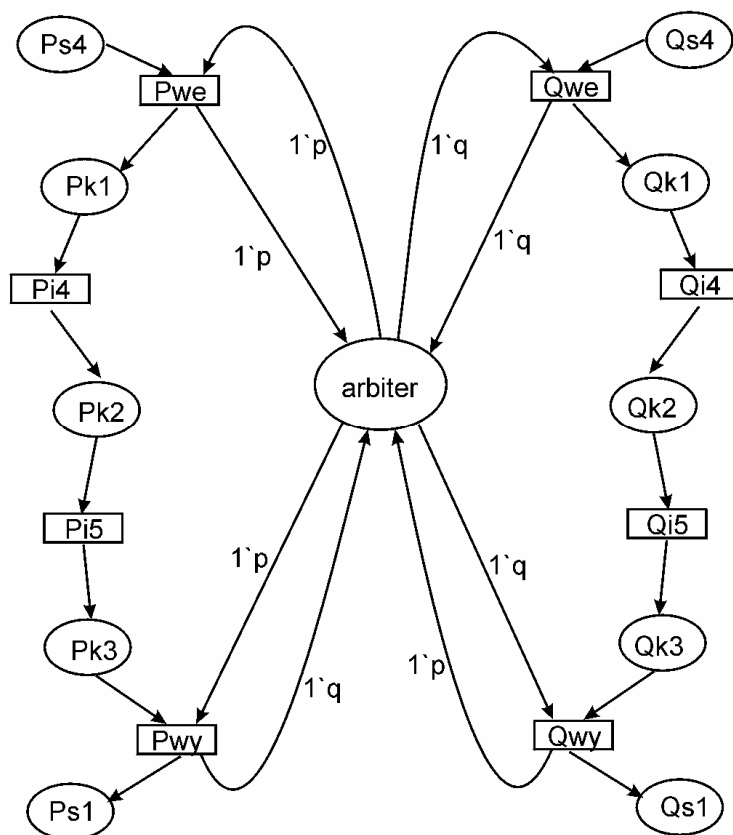 Ps4
Qs4
Pwe
Qwe
1`p
1`q
Pk1
Qk1
1`p
1`q
Pi4
Qi4
arbiter
Pk2
Qk2
Pi5
Qi5
1`p
1`q
Pk3
Qk3
1`q
1`p
Pwy
Qwy
Ps1
Qs1